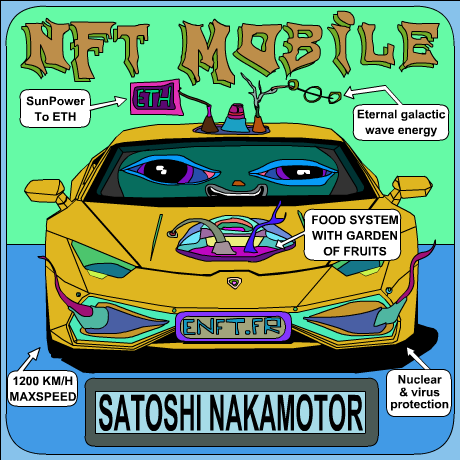 NFT MOBILE
SunPower
To ETH
ETH
Eternal galactic
wave energy
FOOD SYSTEM
WITH GARDEN
OF FRUITS
ENFT.FR
1200 KM/H
MAXSPEED
Nuclear
& virus
protection
SATOSHI NAKAMOTOR